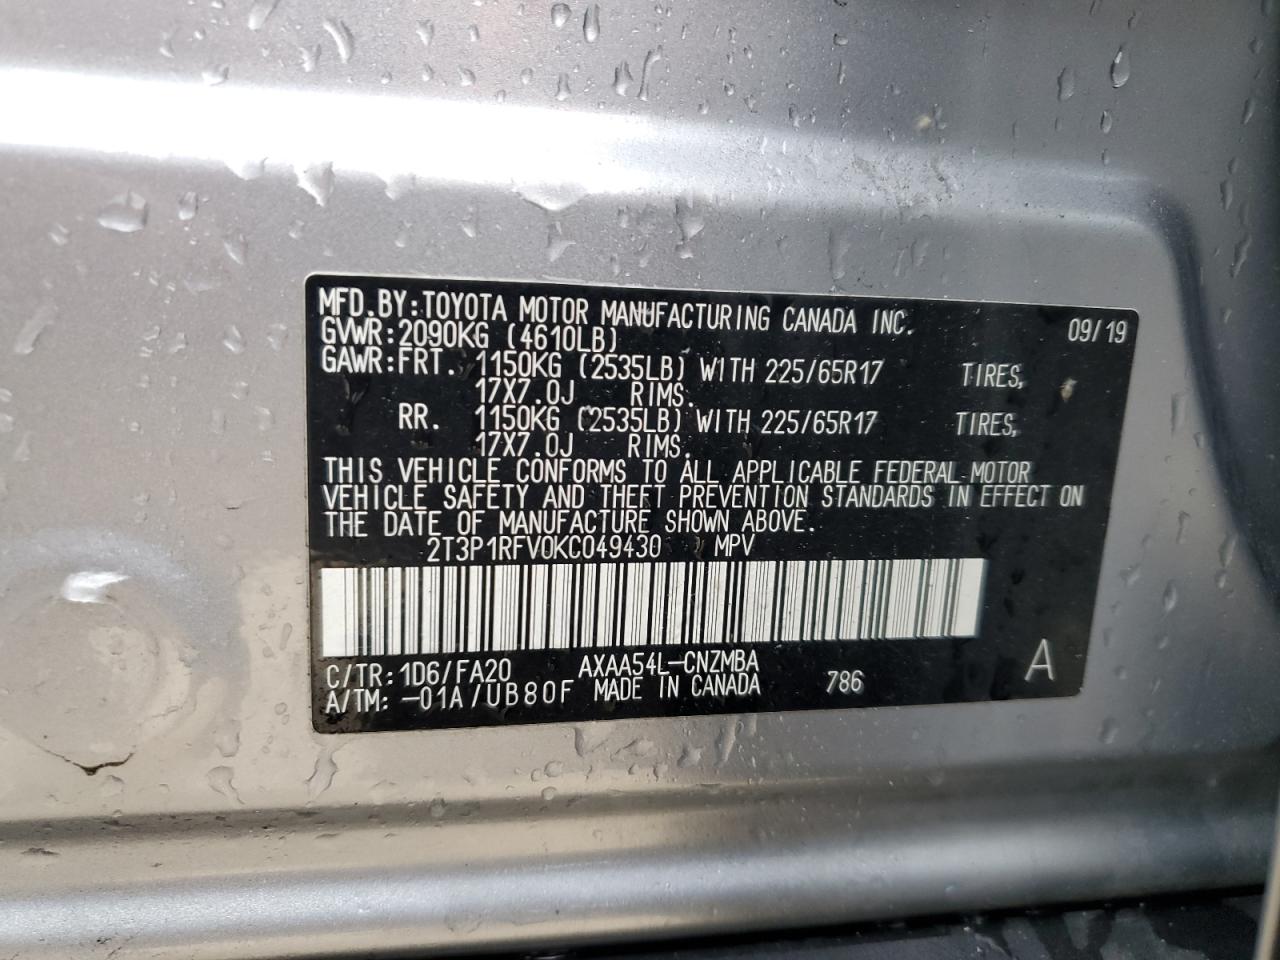 MFD.BY:TOYOTA MOTOR MANUFACTURING CANADA INC. 09/19
GVWR:2090KG (4610LB)
GAWR:FRT. 1150KG (2535LB) WITH 225/65R17 TIRES,
17X7.0J RIMS.
RR. 1150KG (2535LB) WITH 225/65R17 TIRES,
17X7.0J RIMS.
THIS VEHICLE CONFORMS TO ALL APPLICABLE FEDERAL MOTOR
VEHICLE SAFETY AND THEFT PREVENTION STANDARDS IN EFFECT ON
THE DATE OF MANUFACTURE SHOWN ABOVE.
2T3P1RFV0KC049430 MPV
C/TR:1D6/FA20 AXAA54L-CNZMBA A
A/TM:-01A/UB80F MADE IN CANADA 786